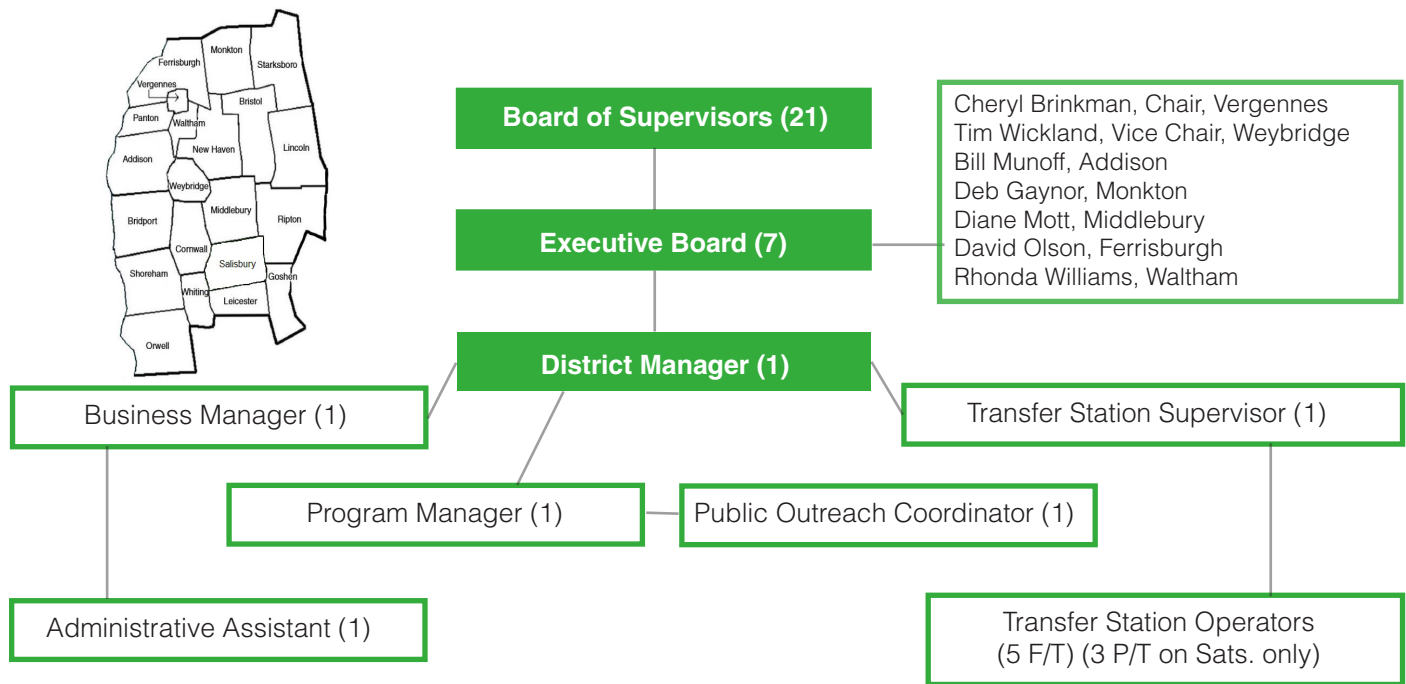 Monkton
Ferrisburgh
Starksboro
Vergennes
Bristol
Panton
Waltham
Addison
New Haven
Lincoln
Weybridge
Middlebury
Bridport
Ripton
Cornwall
Salisbury
Shoreham
Goshen
Whiting
Leicester
Orwell
Board of Supervisors (21)
Executive Board (7)
Cheryl Brinkman, Chair, Vergennes
Tim Wickland, Vice Chair, Weybridge
Bill Munoff, Addison
Deb Gaynor, Monkton
Diane Mott, Middlebury
David Olson, Ferrisburgh
Rhonda Williams, Waltham
District Manager (1)
Business Manager (1)
Transfer Station Supervisor (1)
Program Manager (1)
Public Outreach Coordinator (1)
Administrative Assistant (1)
Transfer Station Operators
(5 F/T) (3 P/T on Sats. only)